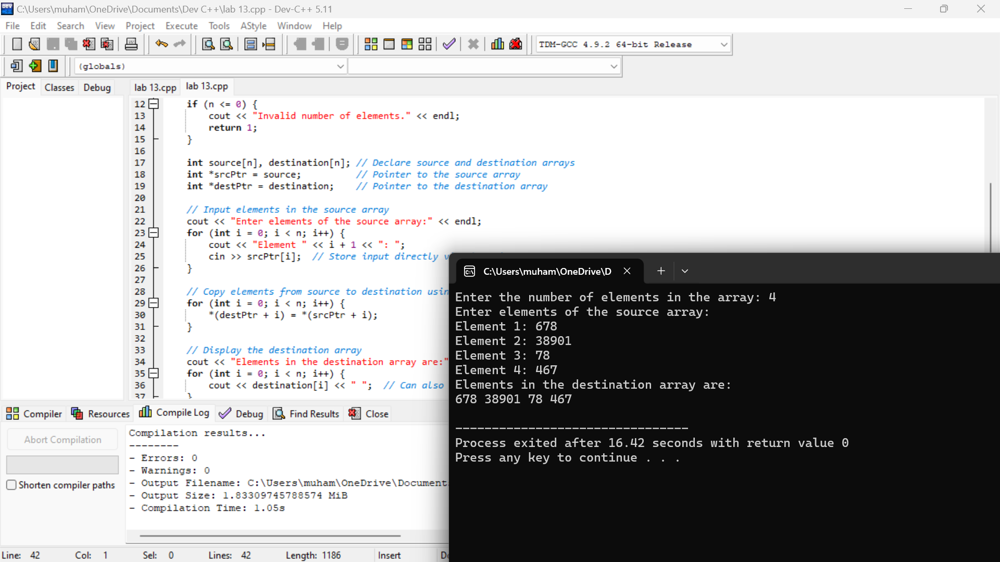 C:\Users\muham\OneDrive\Documents\Dev C++\lab 13.cpp - Dev-C++ 5.11
File Edit Search View Project Execute Tools AStyle Window Help
TDM-GCC 4.9.2 64-bit Release
(globals)
Project Classes Debug lab 13.cpp lab 13.cpp
12 if (n <= 0) {
13 cout << "Invalid number of elements." << endl;
14 return 1;
15 }
16
17 int source[n], destination[n]; // Declare source and destination arrays
18 int *srcPtr = source; // Pointer to the source array
19 int *destPtr = destination; // Pointer to the destination array
20
21 // Input elements in the source array
22 cout << "Enter elements of the source array:" << endl;
23 for (int i = 0; i < n; i++) {
24 cout << "Element " << i + 1 << ": ";
25 cin >> srcPtr[i]; // Store input directly
26 }
27
28 // Copy elements from source to destination usin
29 for (int i = 0; i < n; i++) {
30 *(destPtr + i) = *(srcPtr + i);
31 }
32
33 // Display the destination array
34 cout << "Elements in the destination array are:"
35 for (int i = 0; i < n; i++) {
36 cout << destination[i] << " "; // Can also
37 }
C:\Users\muham\OneDrive\D
Enter the number of elements in the array: 4
Enter elements of the source array:
Element 1: 678
Element 2: 38901
Element 3: 78
Element 4: 467
Elements in the destination array are:
678 38901 78 467
--------------------------------
Process exited after 16.42 seconds with return value 0
Press any key to continue . . .
Compiler Resources Compile Log Debug Find Results Close
Abort Compilation
Shorten compiler paths
Compilation results...
--------
- Errors: 0
- Warnings: 0
- Output Filename: C:\Users\muham\OneDrive\Document
- Output Size: 1.83309745788574 MiB
- Compilation Time: 1.05s
Line: 42 Col: 1 Sel: 0 Lines: 42 Length: 1186 Insert